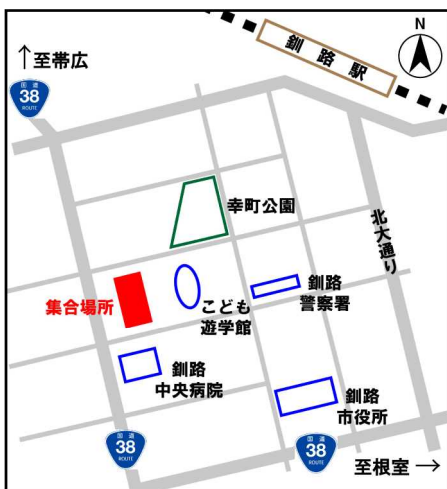 N
釧路駅
↑至帯広
国道
38
ROUTE
幸町公園
北大通り
集合場所
こども
遊学館
釧路
警察署
釧路
中央病院
釧路
市役所
国道
38
ROUTE
国道
38
ROUTE
至根室→